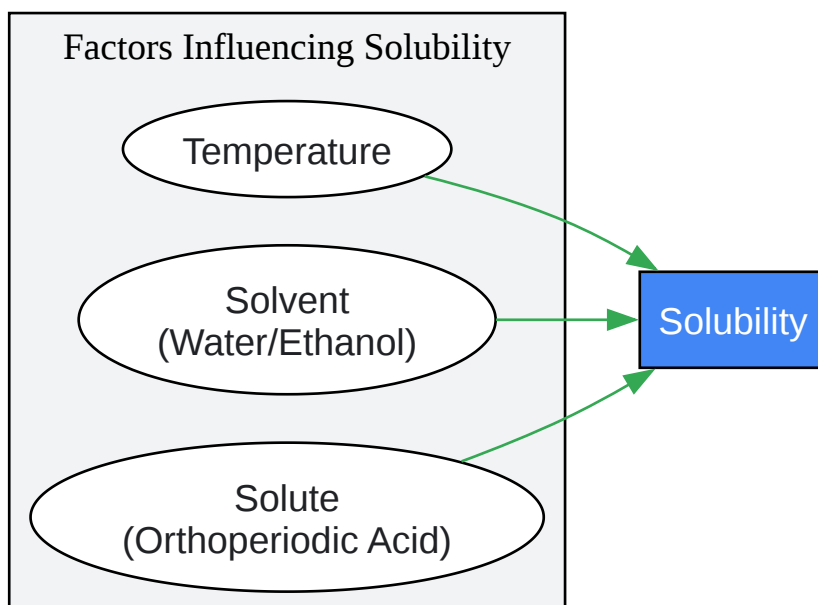 Factors Influencing Solubility
Temperature
Solvent
(Water/Ethanol)
Solubility
Solute
(Orthoperiodic Acid)